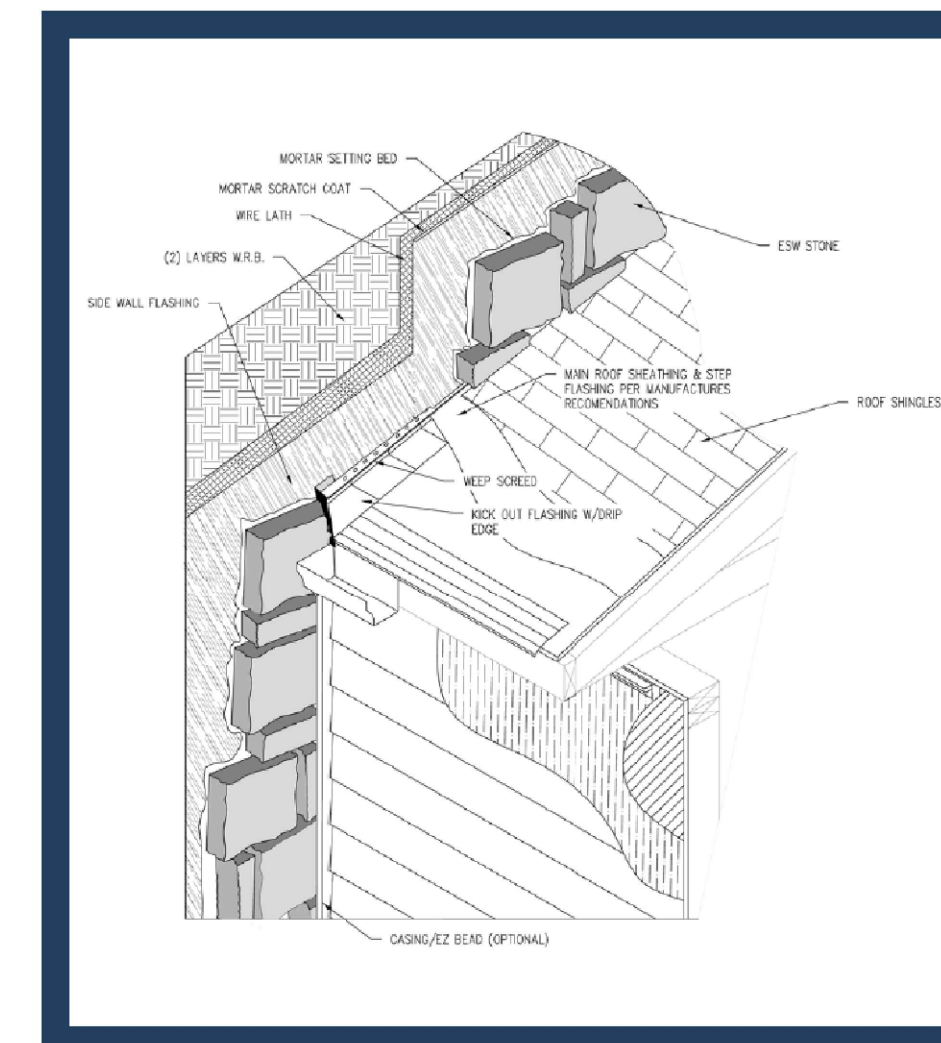 MORTAR SETTING BED
MORTAR SCRATCH COAT
WIRE LATH
(2) LAYERS W.R.B.
SIDE WALL FLASHING
ESW STONE
MAIN ROOF SHEATHING & STEP
FLASHING PER MANUFACTURES
RECOMENDATIONS
ROOF SHINGLES
WEEP SCREED
KICK OUT FLASHING W/DRIP
EDGE
CASING/EZ BEAD (OPTIONAL)